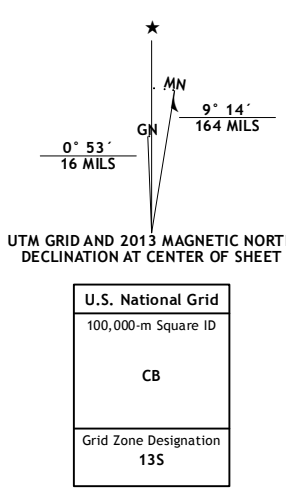 ★
MN
GN
9° 14´
164 MILS
0° 53´
16 MILS
UTM GRID AND 2013 MAGNETIC NORT
DECLINATION AT CENTER OF SHEET
U.S. National Grid
100,000-m Square ID
CB
Grid Zone Designation
13S